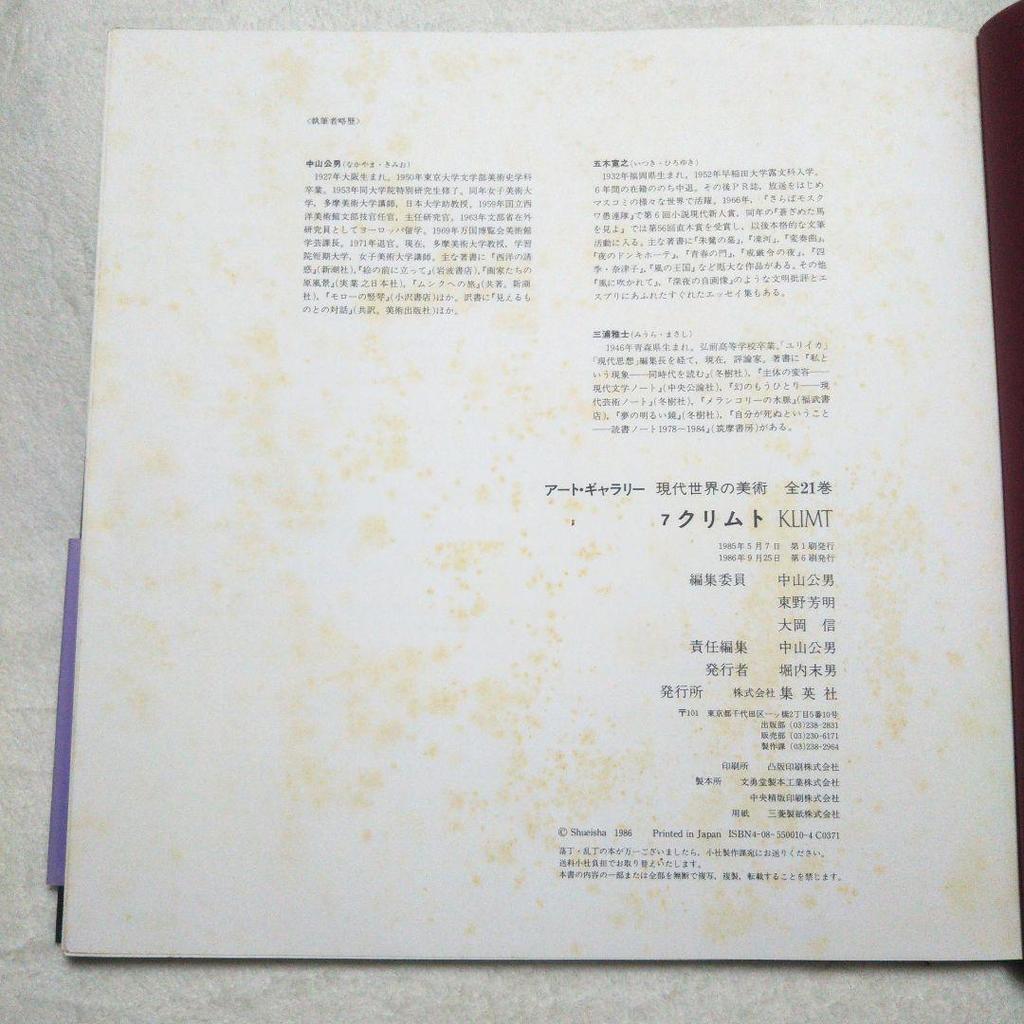 〈執筆者略歴〉
中山公男(なかやま・きみお)
1927年大阪生まれ。1950年東京大学文学部美術史学科
卒業。1953年同大学院特別研究生修了。同年女子美術大
学，多摩美術大学講師，日本大学助教授。1959年国立西
洋美術館文部技官任官，主任研究官。1963年文部省在外
研究員としてヨーロッパ留学。1969年万国博覧会美術館
学芸課長。1971年退官。現在，多摩美術大学教授，学習
院短期大学，女子美術大学講師。主な著書に『西洋の誘
惑』(新潮社)，『絵の前に立って』(岩波書店)，『画家たちの
原風景』(実業之日本社)，『ムンクへの旅』(共著，新潮
社)，『モローの竪琴』(小沢書店)ほか。訳書に『見えるも
のとの対話』(共訳，美術出版社)ほか。
五木寛之(いつき・ひろゆき)
1932年福岡県生まれ。1952年早稲田大学露文科入学。
6年間の在籍ののち中退。その後PR誌，放送をはじめ
マスコミの様々な世界で活躍。1966年，『さらばモスク
ワ愚連隊』で第6回小説現代新人賞，同年の『蒼ざめた馬
を見よ』では第56回直木賞を受賞し，以後本格的な文筆
活動に入る。主な著書に『朱鷺の墓』，『凍河』，『変奏曲』，
『夜のドンキホーテ』，『青春の門』，『戒厳令の夜』，『四
季・奈津子』，『風の王国』など厖大な作品がある。その他
『風に吹かれて』，『深夜の自画像』のような文明批評とエ
スプリにあふれたすぐれたエッセイ集もある。
三浦雅士(みうら・まさし)
1946年青森県生まれ。弘前高等学校卒業。「ユリイカ」
「現代思想」編集長を経て，現在，評論家。著書に『私と
いう現象――同時代を読む』(冬樹社)，『主体の変容――
現代文学ノート』(中央公論社)，『幻のもうひとり――現
代芸術ノート』(冬樹社)，『メランコリーの水脈』(福武書
店)，『夢の明るい鏡』(冬樹社)，『自分が死ぬということ
――読書ノート1978～1984』(筑摩書房)がある。
アート・ギャラリー 現代世界の美術 全21巻
7 クリムト KLIMT
1985年5月7日 第1刷発行
1986年9月25日 第6刷発行
編集委員 中山公男
東野芳明
大岡 信
責任編集 中山公男
発行者 堀内末男
発行所 株式会社 集英社
〒101 東京都千代田区一ッ橋2丁目5番10号
出版部 (03)238-2831
販売部 (03)230-6171
製作課 (03)238-2964
印刷所 凸版印刷株式会社
製本所 文勇堂製本工業株式会社
中央精版印刷株式会社
用紙 三菱製紙株式会社
© Shueisha 1986 Printed in Japan ISBN4-08-550010-4 C0371
落丁・乱丁の本が万一ございましたら，小社製作課宛にお送りください。
送料小社負担でお取り替えいたします。
本書の内容の一部または全部を無断で複写，複製，転載することを禁じます。